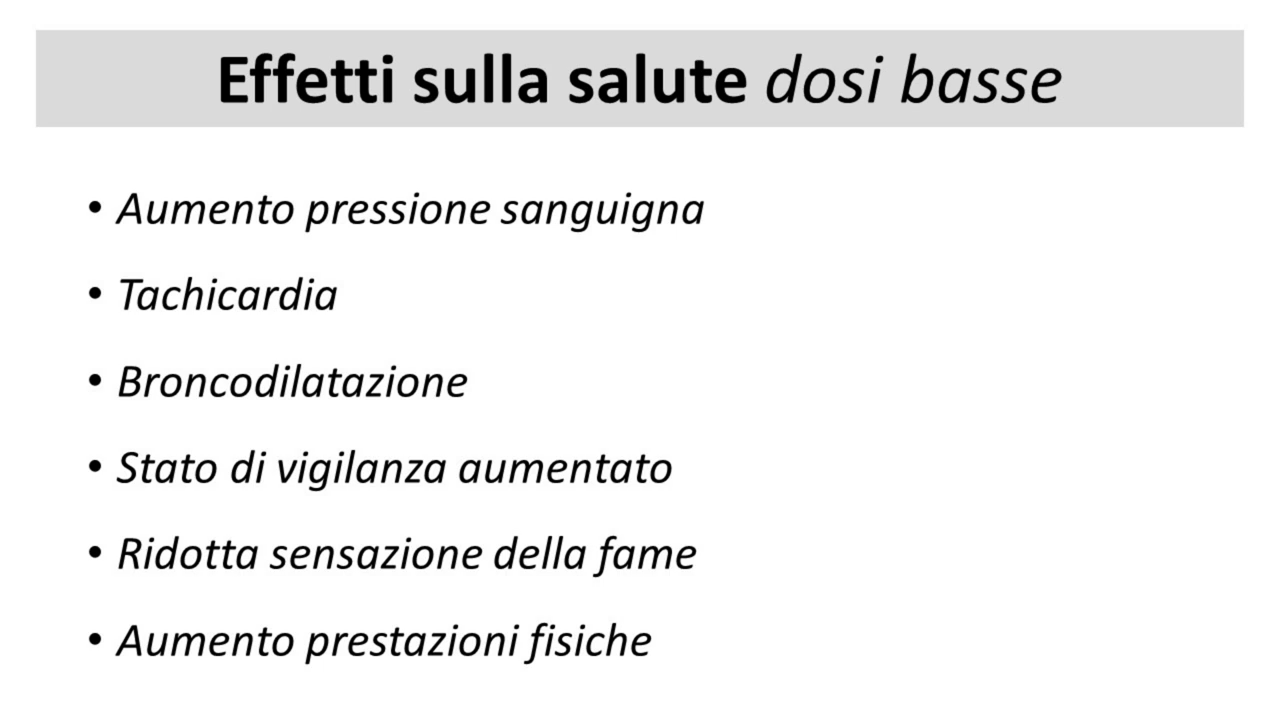 Effetti sulla salute dosi basse
• Aumento pressione sanguigna
• Tachicardia
• Broncodilatazione
• Stato di vigilanza aumentato
• Ridotta sensazione della fame
• Aumento prestazioni fisiche